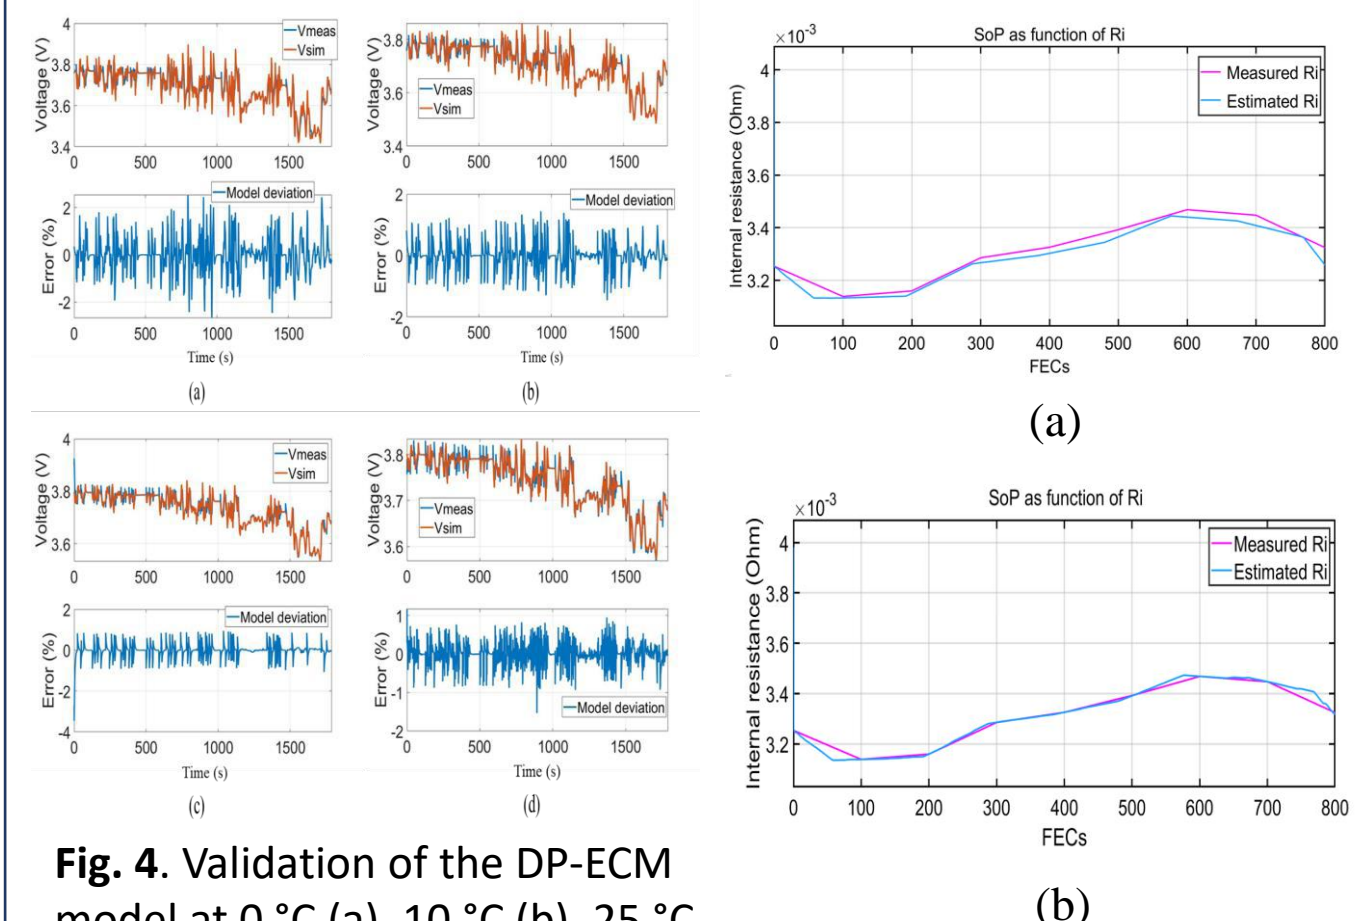 4
3.8
3.6
3.4
Voltage (V)
Vmeas
Vsim
0 500 1000 1500
2
0
-2
Error (%)
Model deviation
0 500 1000 1500
Time (s)
(a)
3.8
3.6
3.4
Voltage (V)
Vmeas
Vsim
0 500 1000 1500
2
0
-2
Error (%)
Model deviation
0 500 1000 1500
Time (s)
(b)
4
3.8
3.6
Voltage (V)
Vmeas
Vsim
0 500 1000 1500
2
0
-2
-4
Error (%)
Model deviation
0 500 1000 1500
Time (s)
(c)
3.8
3.7
3.6
Voltage (V)
Vmeas
Vsim
0 500 1000 1500
1
0
-1
-2
Error (%)
Model deviation
0 500 1000 1500
Time (s)
(d)
Fig. 4. Validation of the DP-ECM
model at 0 °C (a), 10 °C (b), 25 °C
×10-3
SoP as function of Ri
4
3.8
3.6
3.4
3.2
Internal resistance (Ohm)
Measured Ri
Estimated Ri
0 100 200 300 400 500 600 700 800
FECs
(a)
×10-3
SoP as function of Ri
4
3.8
3.6
3.4
3.2
Internal resistance (Ohm)
Measured Ri
Estimated Ri
0 100 200 300 400 500 600 700 800
FECs
(b)